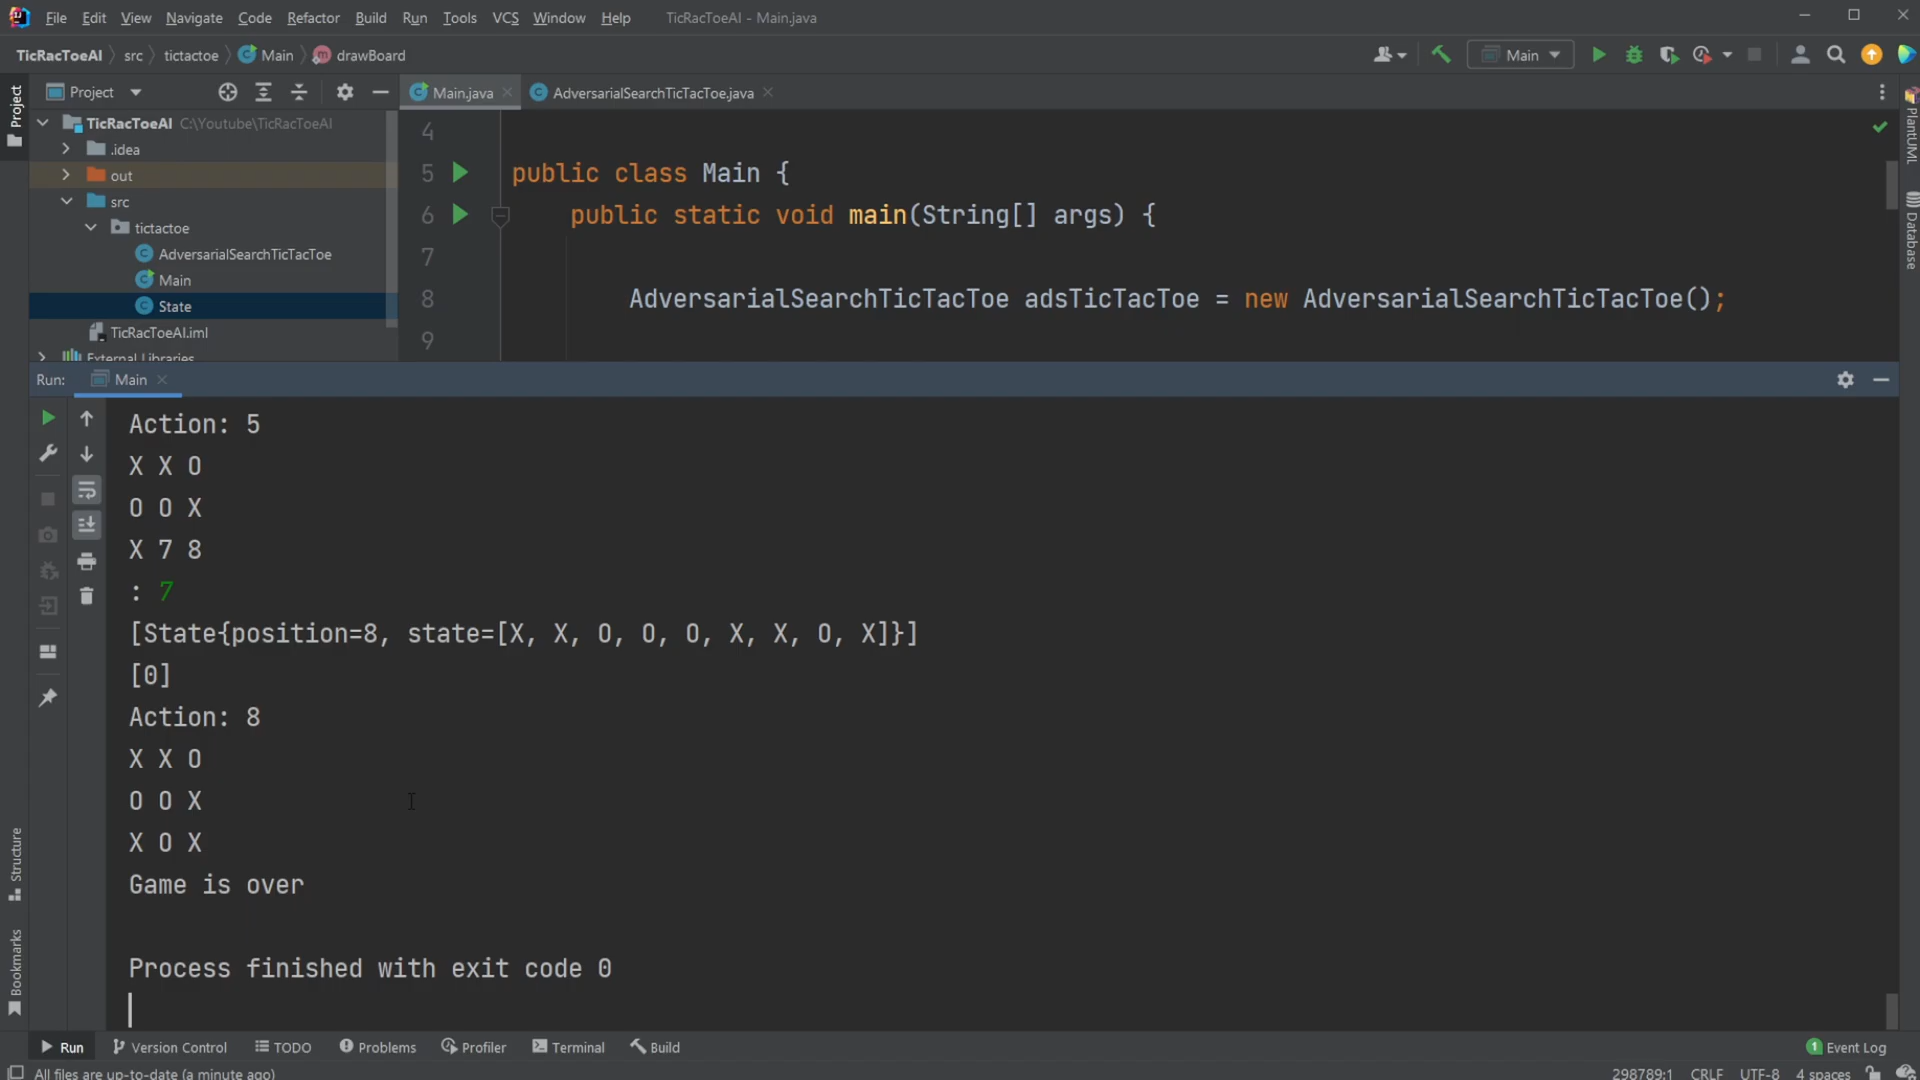 File Edit View Navigate Code Refactor Build Run Tools VCS Window Help TicRacToeAI - Main.java
TicRacToeAI src tictactoe Main drawBoard Main
Project Main.java AdversarialSearchTicTacToe.java
TicRacToeAI C:\Youtube\TicRacToeAI
.idea
out
src
tictactoe
AdversarialSearchTicTacToe
Main
State
TicRacToeAI.iml
External Libraries
4
5 public class Main {
6 public static void main(String[] args) {
7
8 AdversarialSearchTicTacToe adsTicTacToe = new AdversarialSearchTicTacToe();
9
Project
Structure
Bookmarks
PlantUML
Database
Run: Main
Action: 5
X X O
O O X
X 7 8
: 7
[State{position=8, state=[X, X, O, O, O, X, X, O, X]}]
[0]
Action: 8
X X O
O O X
X O X
Game is over
Process finished with exit code 0
Run Version Control TODO Problems Profiler Terminal Build 1 Event Log
All files are up-to-date (a minute ago) 298789:1 CRLF UTF-8 4 spaces